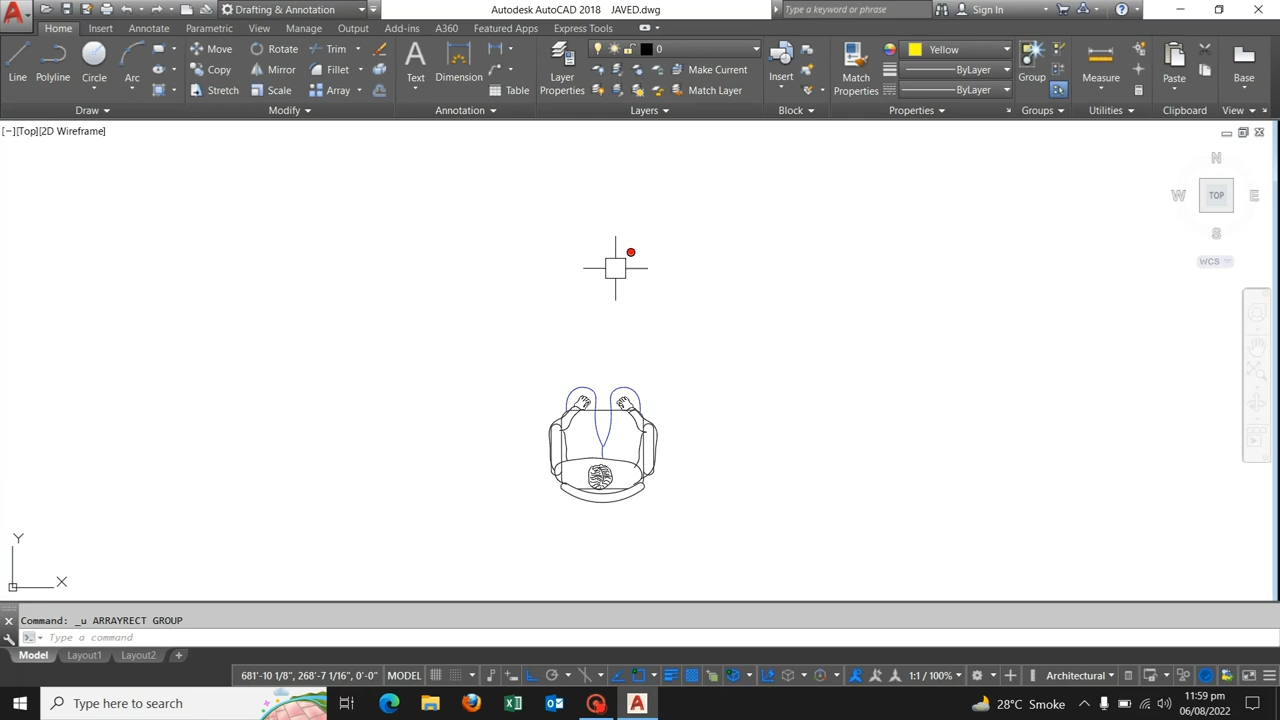 Drafting & Annotation
Autodesk AutoCAD 2018 JAVED.dwg
Type a keyword or phrase
Sign In
Home Insert Annotate Parametric View Manage Output Add-ins A360 Featured Apps Express Tools
Line Polyline Circle Arc
Move Rotate Trim
Copy Mirror Fillet
Stretch Scale Array
Text Dimension Table
Layer Properties
0
Make Current
Match Layer
Insert
Match Properties
Yellow
ByLayer
ByLayer
Group
Measure
Paste
Base
Draw Modify Annotation Layers Block Properties Groups Utilities Clipboard View
[−][Top][2D Wireframe]
N
W TOP E
S
WCS
Y
X
Command: _u ARRAYRECT GROUP
Type a command
Model Layout1 Layout2 +
681'-10 1/8", 268'-7 1/16", 0'-0" MODEL
1:1 / 100%
Architectural
Type here to search
28°C Smoke
11:59 pm
06/08/2022